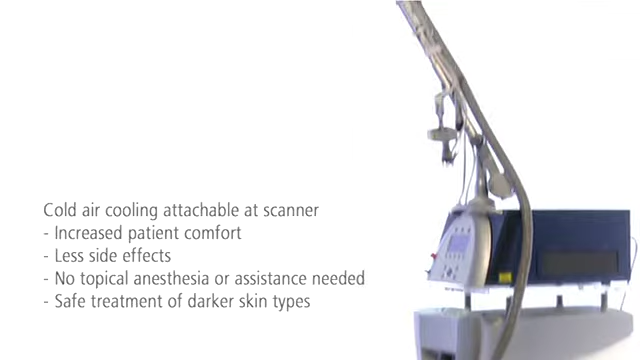 Cold air cooling attachable at scanner
- Increased patient comfort
- Less side effects
- No topical anesthesia or assistance needed
- Safe treatment of darker skin types